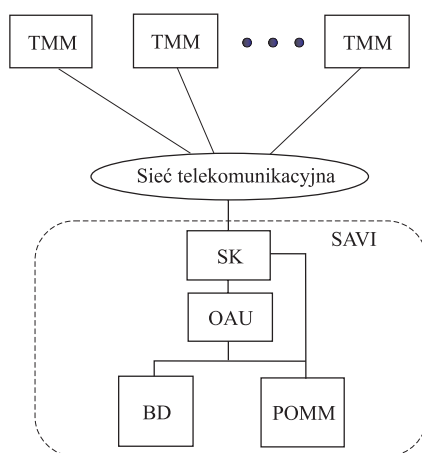 TMM
TMM
TMM
Sieć telekomunikacyjna
SAVI
SK
OAU
BD
POMM